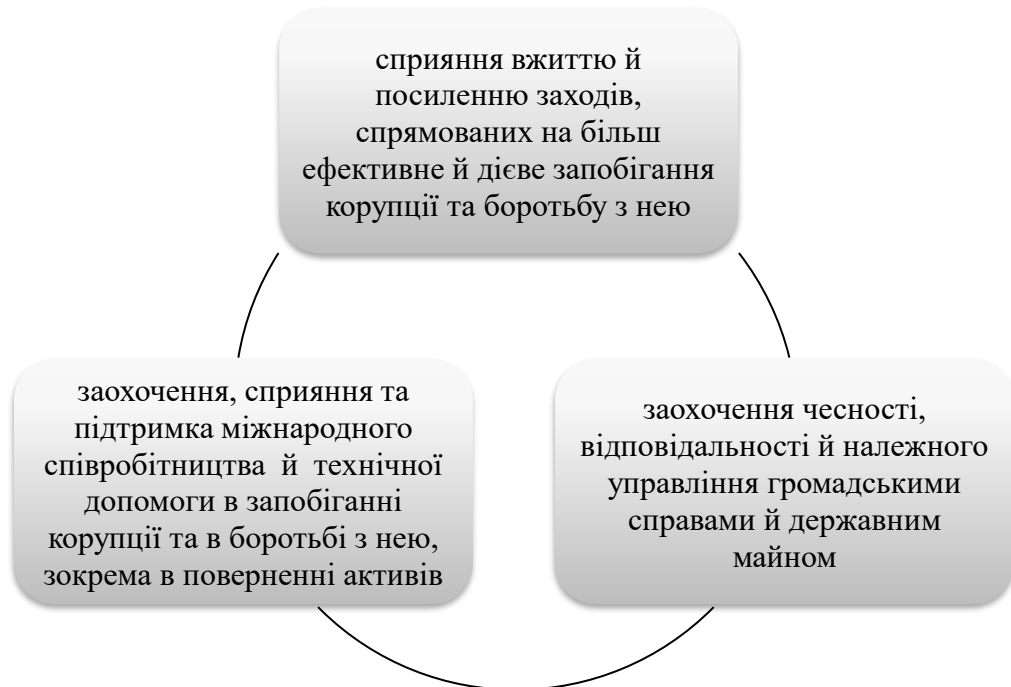 сприяння вжиттю й
посиленню заходів,
спрямованих на більш
ефективне й дієве запобігання
корупції та боротьбу з нею
заохочення, сприяння та
підтримка міжнародного
співробітництва й технічної
допомоги в запобіганні
корупції та в боротьбі з нею,
зокрема в поверненні активів
заохочення чесності,
відповідальності й належного
управління громадськими
справами й державним
майном